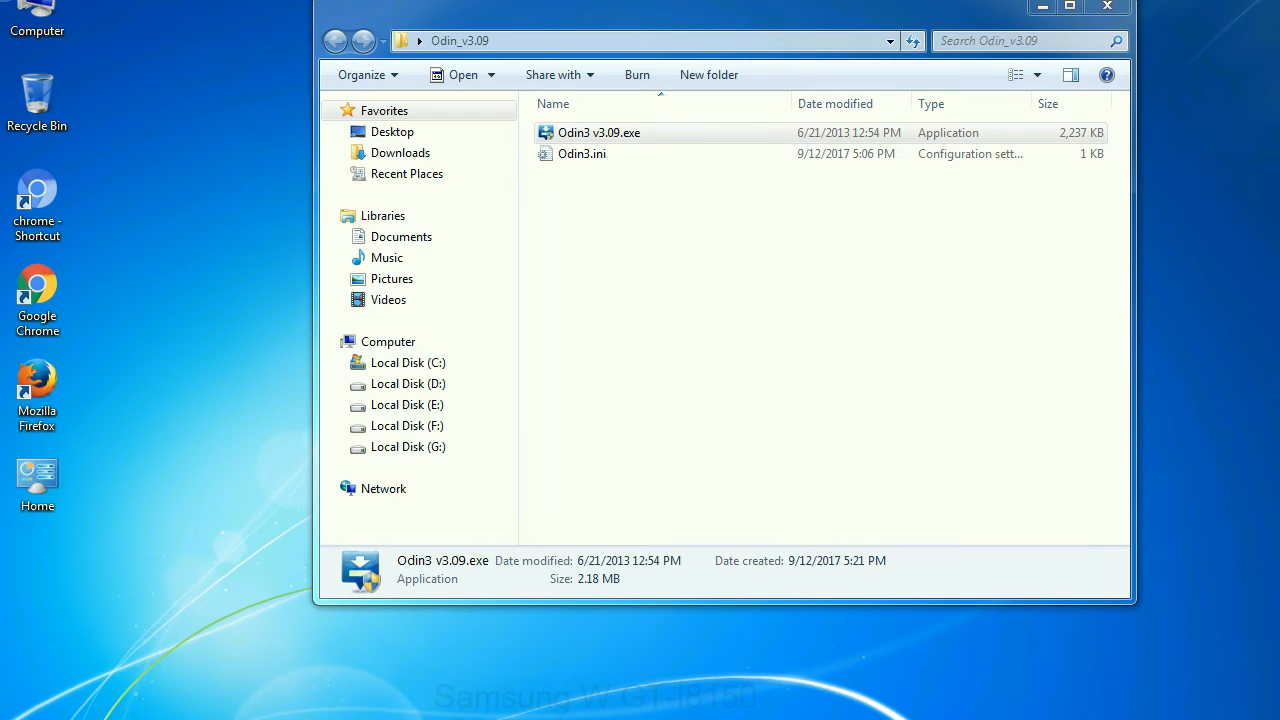 Computer
Recycle Bin
chrome -
Shortcut
Google
Chrome
Mozilla
Firefox
Home
Odin_v3.09
Search Odin_v3.09
Organize
Open
Share with
Burn
New folder
Favorites
Desktop
Downloads
Recent Places
Libraries
Documents
Music
Pictures
Videos
Computer
Local Disk (C:)
Local Disk (D:)
Local Disk (E:)
Local Disk (F:)
Local Disk (G:)
Network
Name Date modified Type Size
Odin3 v3.09.exe 6/21/2013 12:54 PM Application 2,237 KB
Odin3.ini 9/12/2017 5:06 PM Configuration sett... 1 KB
Odin3 v3.09.exe Date modified: 6/21/2013 12:54 PM Date created: 9/12/2017 5:21 PM
Application Size: 2.18 MB
Samsung W GT-I8150